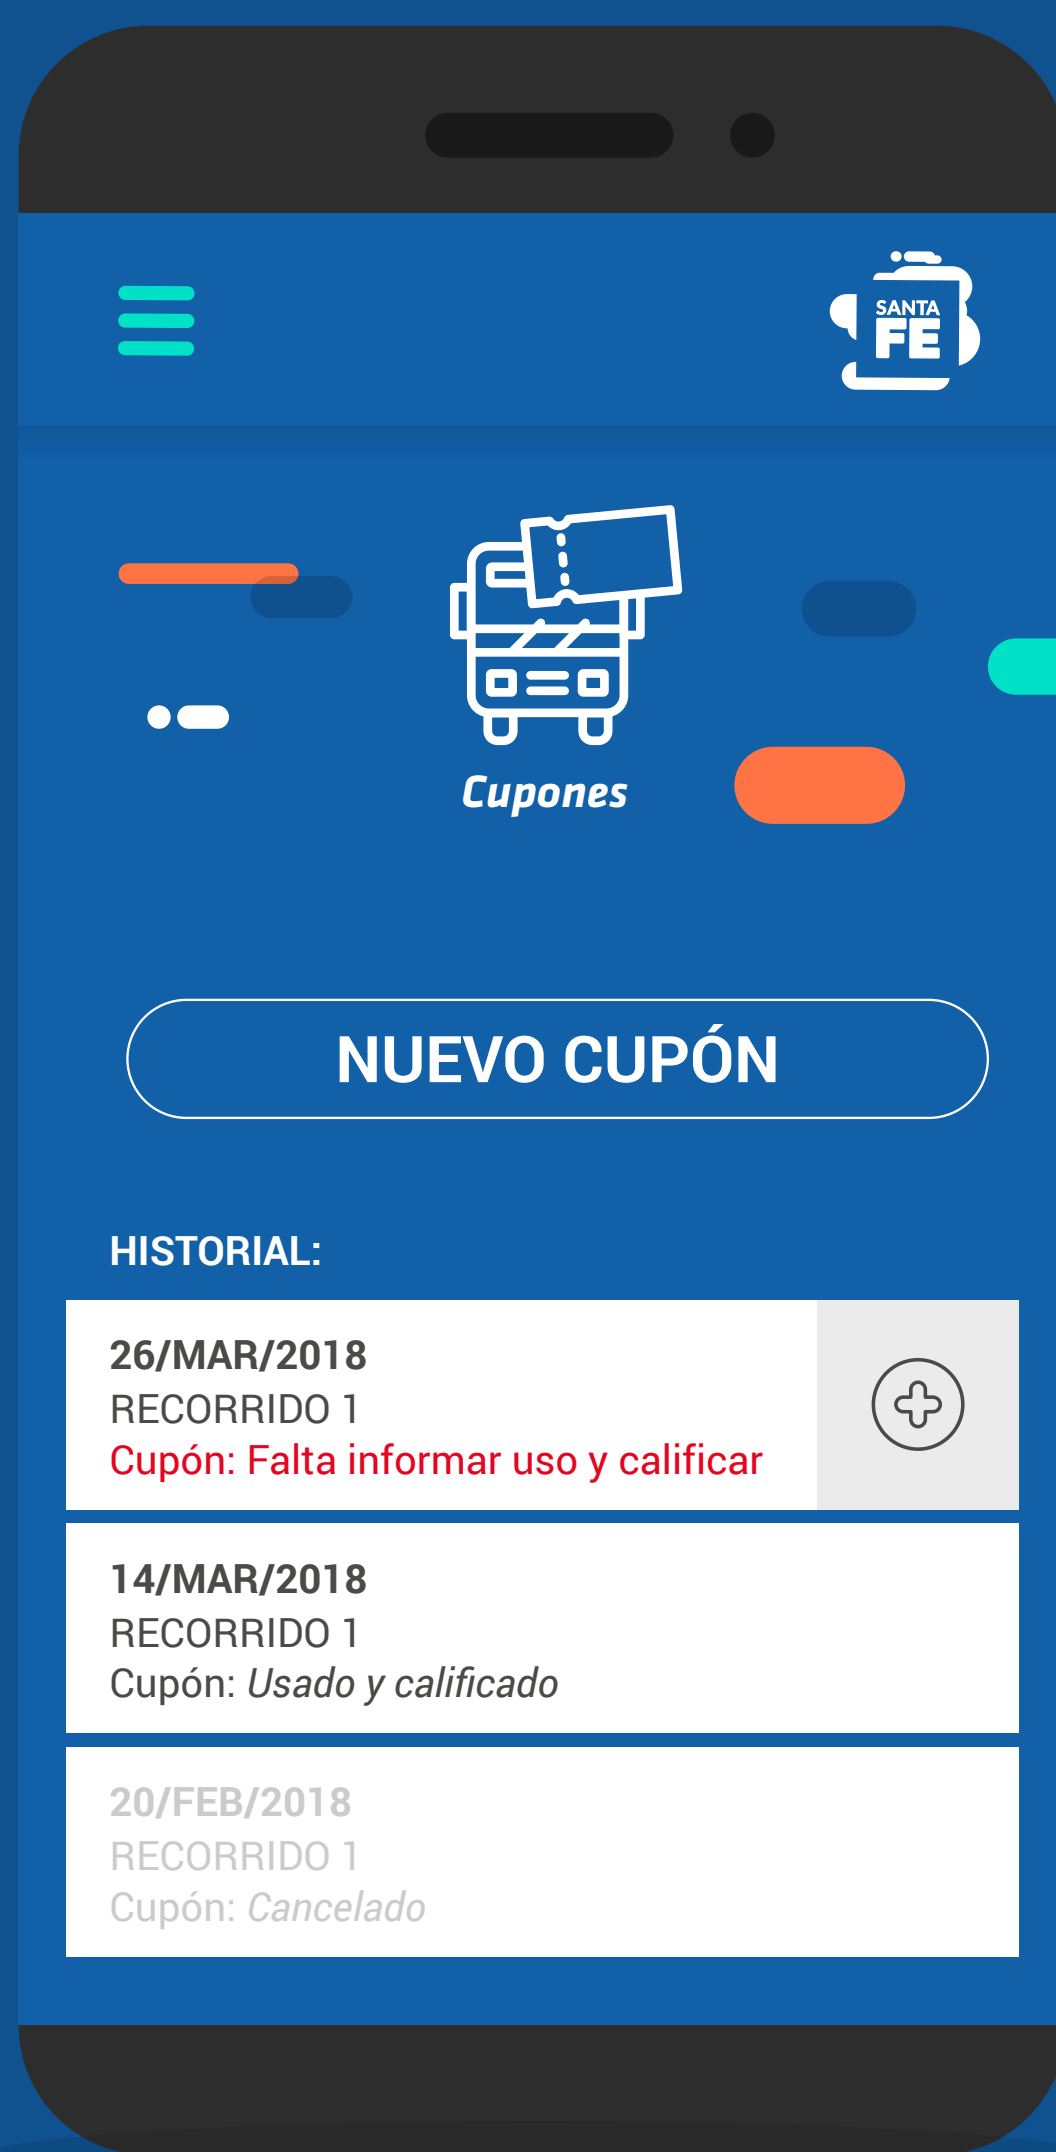 SANTA
FE
Cupones
NUEVO CUPÓN
HISTORIAL:
26/MAR/2018
RECORRIDO 1
Cupón: Falta informar uso y calificar
14/MAR/2018
RECORRIDO 1
Cupón: Usado y calificado
20/FEB/2018
RECORRIDO 1
Cupón: Cancelado